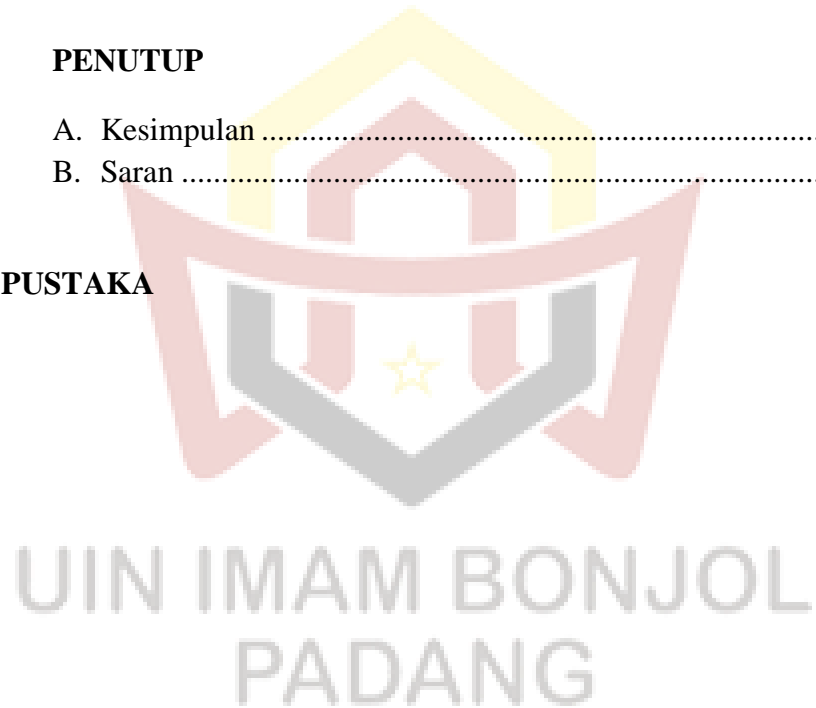 PENUTUP
A. Kesimpulan ......................................................................
B. Saran ................................................................................
PUSTAKA
UIN IMAM BONJOL
PADANG